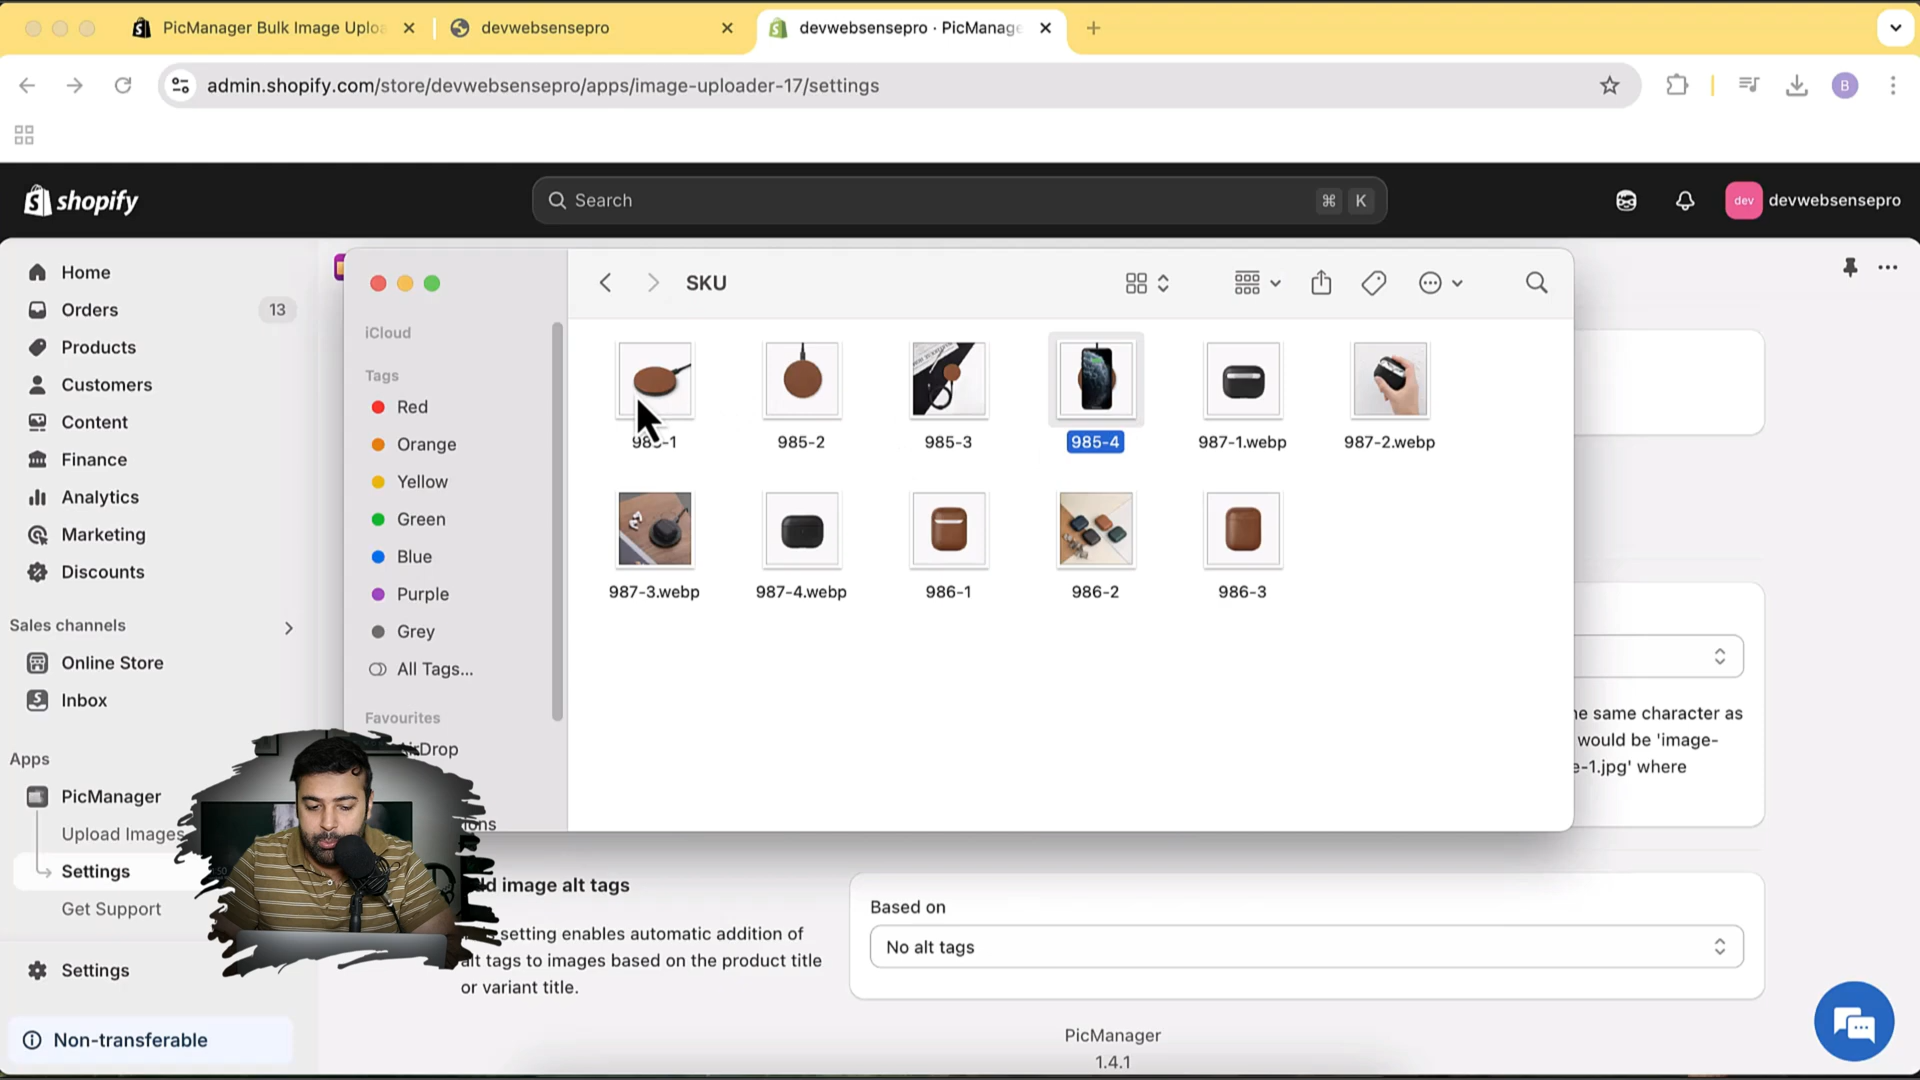 PicManager Bulk Image Uplo
devwebsensepro
devwebsensepro · PicManage
admin.shopify.com/store/devwebsensepro/apps/image-uploader-17/settings
B
shopify
Search
⌘ K
dev
devwebsensepro
Home
Orders
13
Products
Customers
Content
Finance
Analytics
Marketing
Discounts
Sales channels
Online Store
Inbox
Apps
PicManager
Upload Images
Settings
Get Support
Settings
Non-transferable
iCloud
Tags
Red
Orange
Yellow
Green
Blue
Purple
Grey
All Tags...
Favourites
SKU
985-2
985-3
985-4
987-1.webp
987-2.webp
987-3.webp
987-4.webp
986-1
986-2
986-3
same character as
would be 'image-
e-1.jpg' where
image alt tags
setting enables automatic addition of
alt tags to images based on the product title
or variant title.
Based on
No alt tags
PicManager
1.4.1